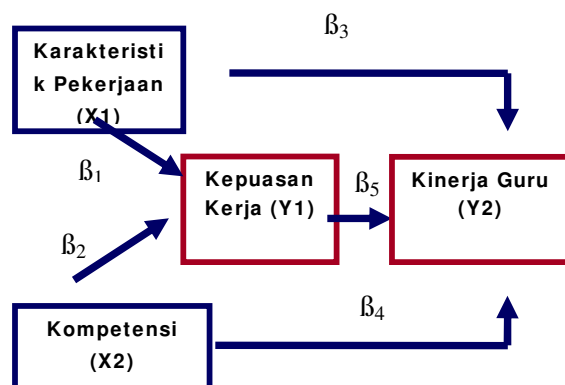 ß3
Karakteristi
k Pekerjaan
(X1)
ß1
Kepuasan
Kerja (Y1)
ß5
Kinerja Guru
(Y2)
ß2
ß4
Kompetensi
(X2)